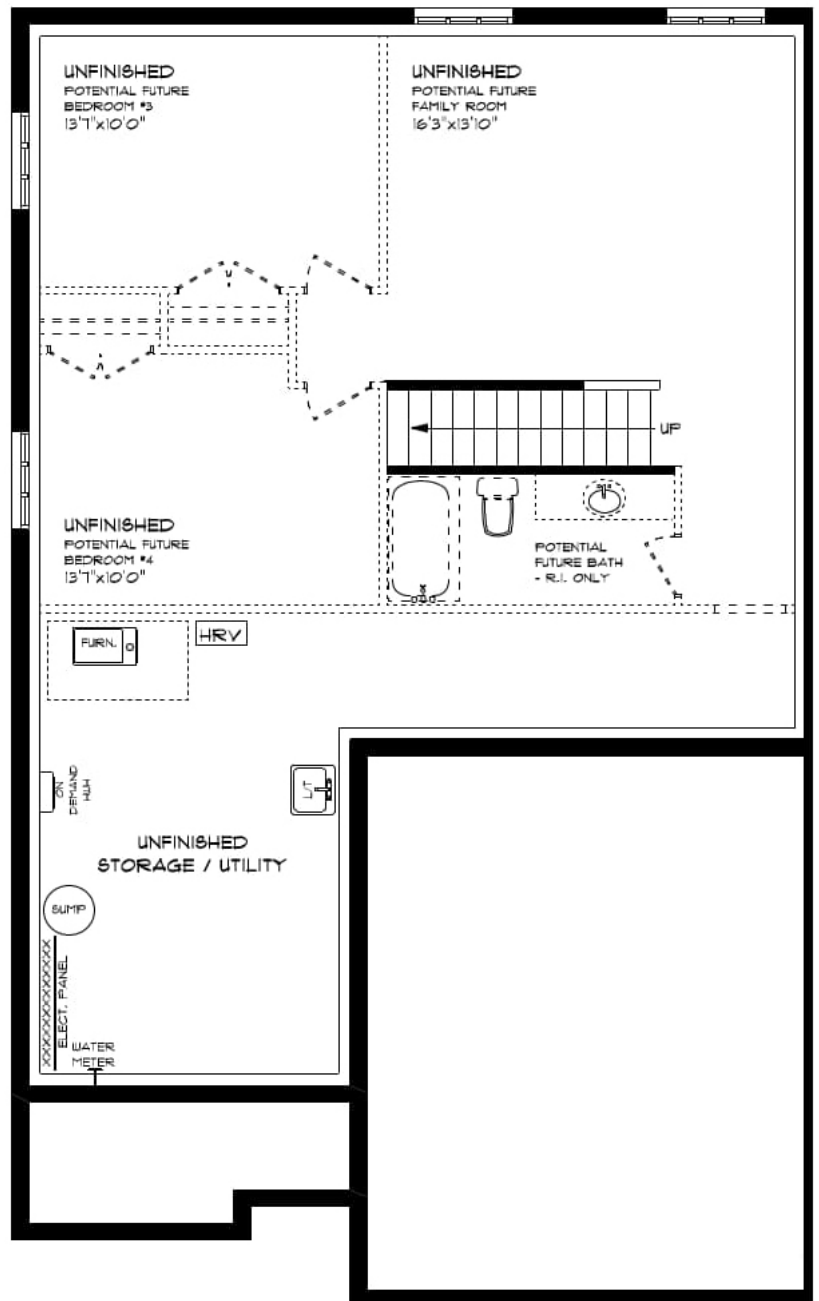 UNFINISHED
POTENTIAL FUTURE
BEDROOM #3
13'7"x10'0"
UNFINISHED
POTENTIAL FUTURE
FAMILY ROOM
16'3"x13'10"
UP
UNFINISHED
POTENTIAL FUTURE
BEDROOM #4
13'7"x10'0"
POTENTIAL
FUTURE BATH
- R.I. ONLY
FURN.
HRV
ON
DEMAND
HWH
L/T
UNFINISHED
STORAGE / UTILITY
SUMP
ELECT. PANEL
WATER
METER